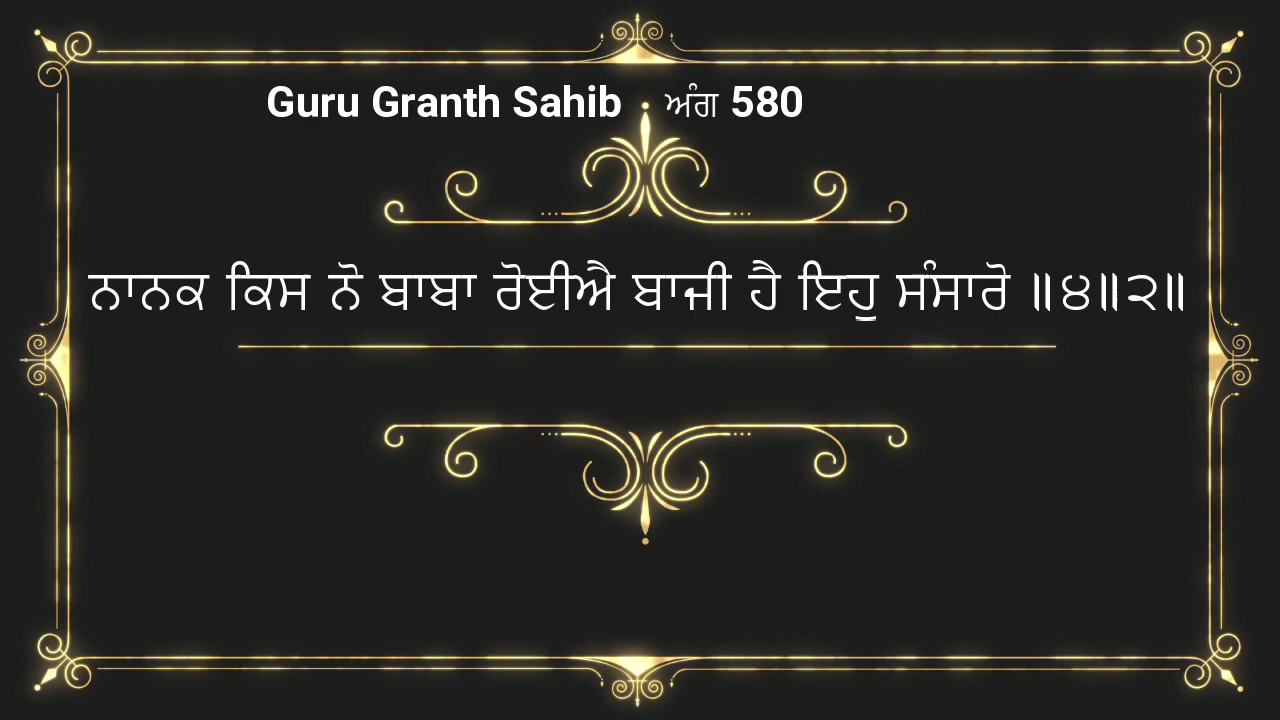 Guru Granth Sahib ਅੰਗ 580
ਨਾਨਕ ਕਿਸ ਨੋ ਬਾਬਾ ਰੋਈਐ ਬਾਜੀ ਹੈ ਇਹੁ ਸੰਸਾਰੋ ॥੪॥੨॥